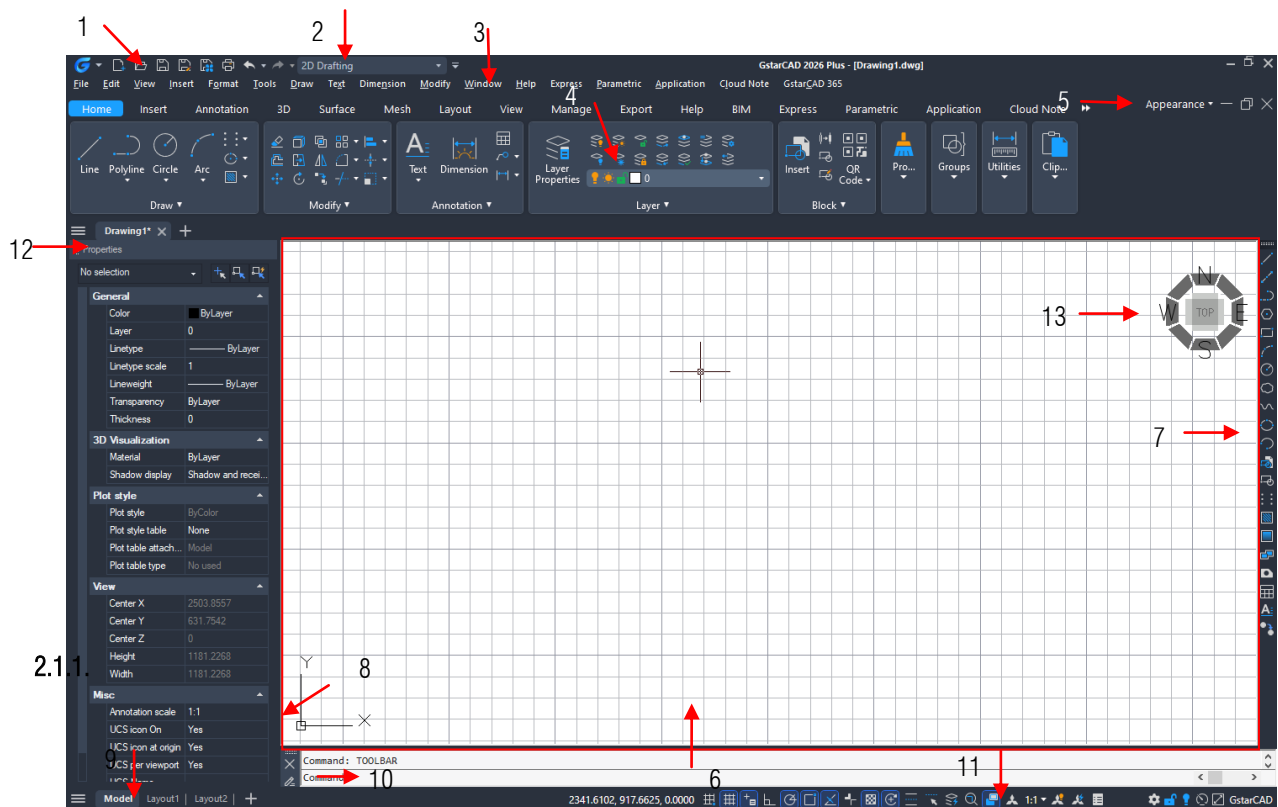 1
2
3
2D Drafting
GstarCAD 2026 Plus - [Drawing1.dwg]
File Edit View Insert Format Tools Draw Text Dimension Modify Window Help Express Parametric Application Cloud Note GstarCAD 365
4
5
Home Insert Annotation 3D Surface Mesh Layout View Manage Export Help BIM Express Parametric Application Cloud Note Appearance
Line Polyline Circle Arc
Text Dimension
Layer Properties
0
Insert
QR Code
Pro...
Groups
Utilities
Clip...
Draw
Modify
Annotation
Layer
Block
Drawing1*
12
Properties
No selection
General
Color ByLayer
Layer 0
Linetype ByLayer
Linetype scale 1
Lineweight ByLayer
Transparency ByLayer
Thickness 0
3D Visualization
Material ByLayer
Shadow display Shadow and recei...
Plot style
Plot style ByColor
Plot style table None
Plot table attach... Model
Plot table type No used
View
Center X 2503.8557
Center Y 631.7542
Center Z 0
Height 1181.2268
Width 1181.2268
2.1.1.
Misc
Annotation scale 1:1
UCS icon On Yes
UCS icon at origin Yes
UCS per viewport Yes
UCS Name
9
N
W TOP E
S
13
7
Y
X
8
6
11
Command: TOOLBAR
Command:
10
Model Layout1 Layout2
2341.6102, 917.6625, 0.0000
1:1
GstarCAD